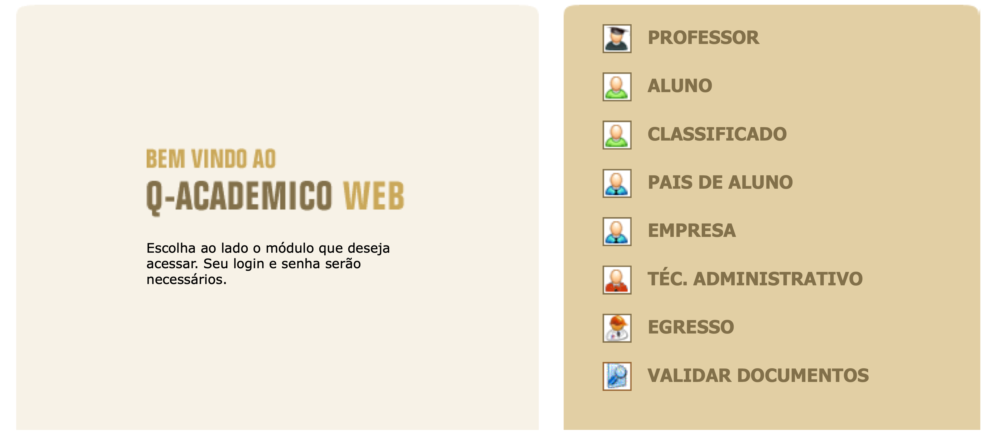 BEM VINDO AO
Q-ACADEMICO WEB
Escolha ao lado o módulo que deseja
acessar. Seu login e senha serão
necessários.
PROFESSOR
ALUNO
CLASSIFICADO
PAIS DE ALUNO
EMPRESA
TÉC. ADMINISTRATIVO
EGRESSO
VALIDAR DOCUMENTOS